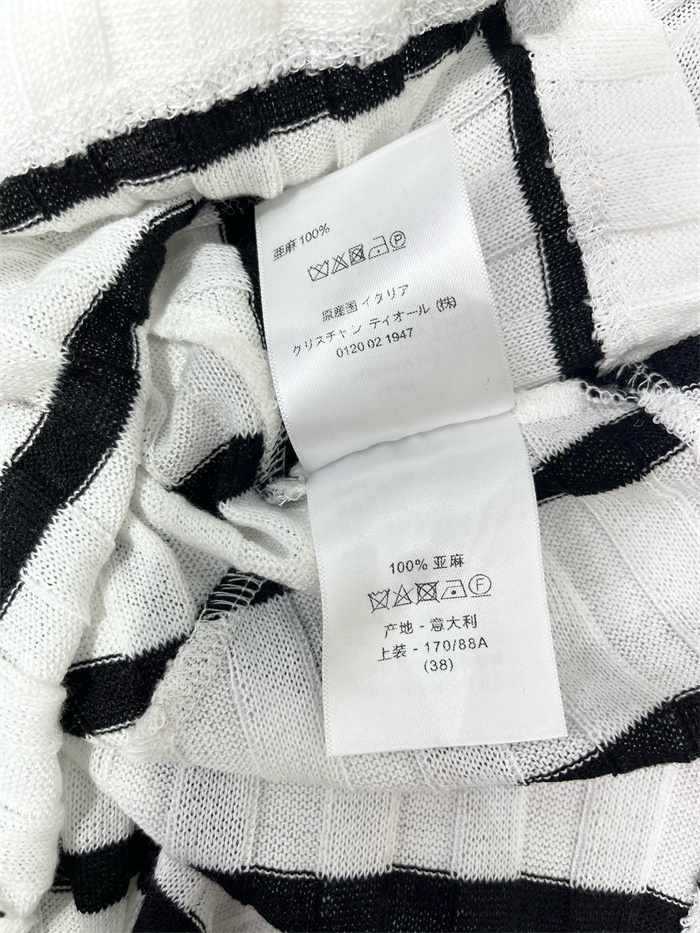 亜麻 100%
P
原産国 イタリア
クリスチャン ディオール (株)
0120 02 1947
100% 亚麻
F
产地 - 意大利
上装 - 170/88A
(38)